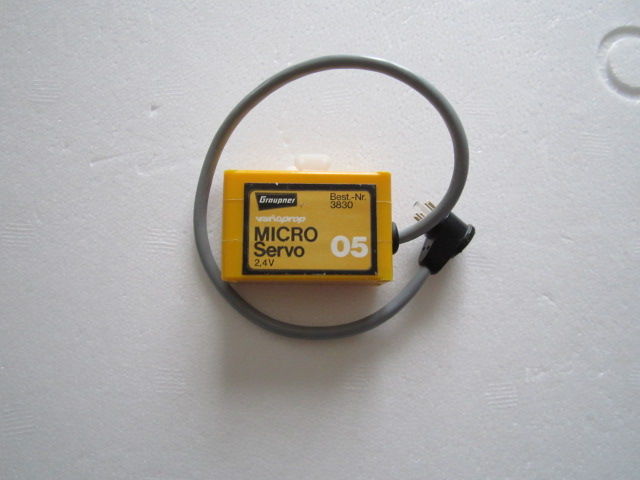 Graupner
Best.-Nr.
3830
varioprop
MICRO
Servo
05
2,4V